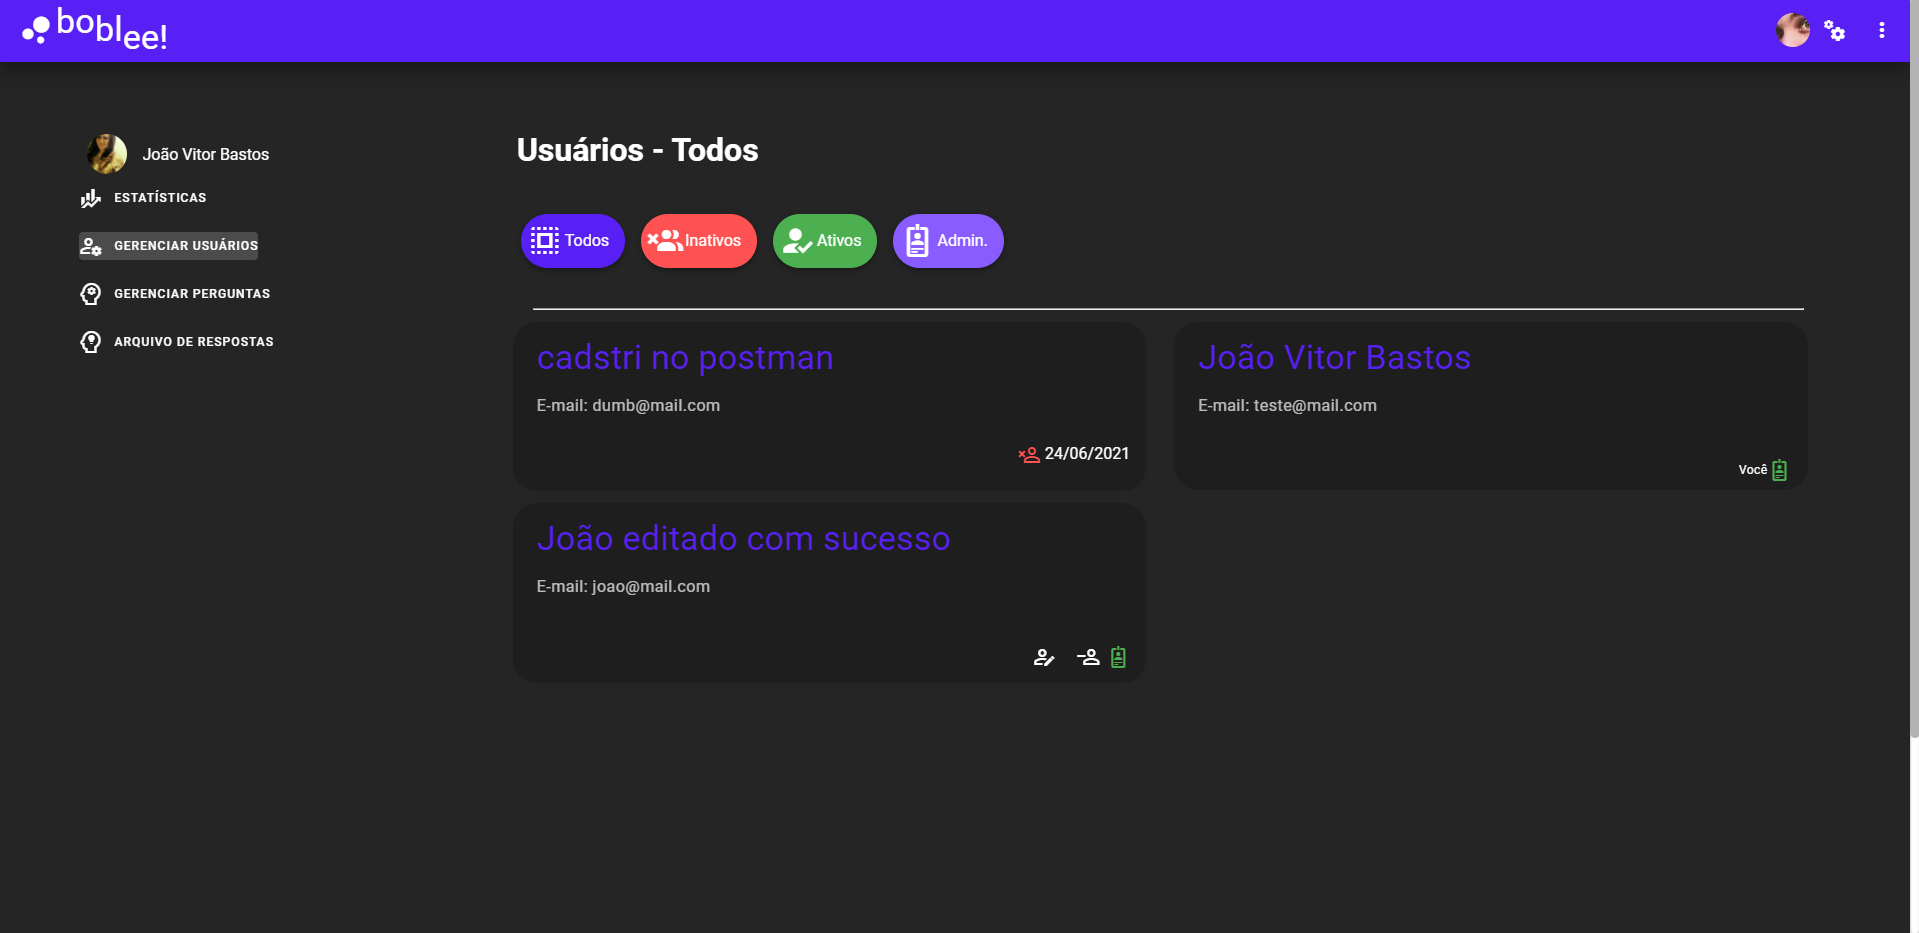 boblee!
João Vitor Bastos
ESTATÍSTICAS
GERENCIAR USUÁRIOS
GERENCIAR PERGUNTAS
ARQUIVO DE RESPOSTAS
Usuários - Todos
Todos
Inativos
Ativos
Admin.
cadstri no postman
E-mail: dumb@mail.com
24/06/2021
João Vitor Bastos
E-mail: teste@mail.com
Você
João editado com sucesso
E-mail: joao@mail.com